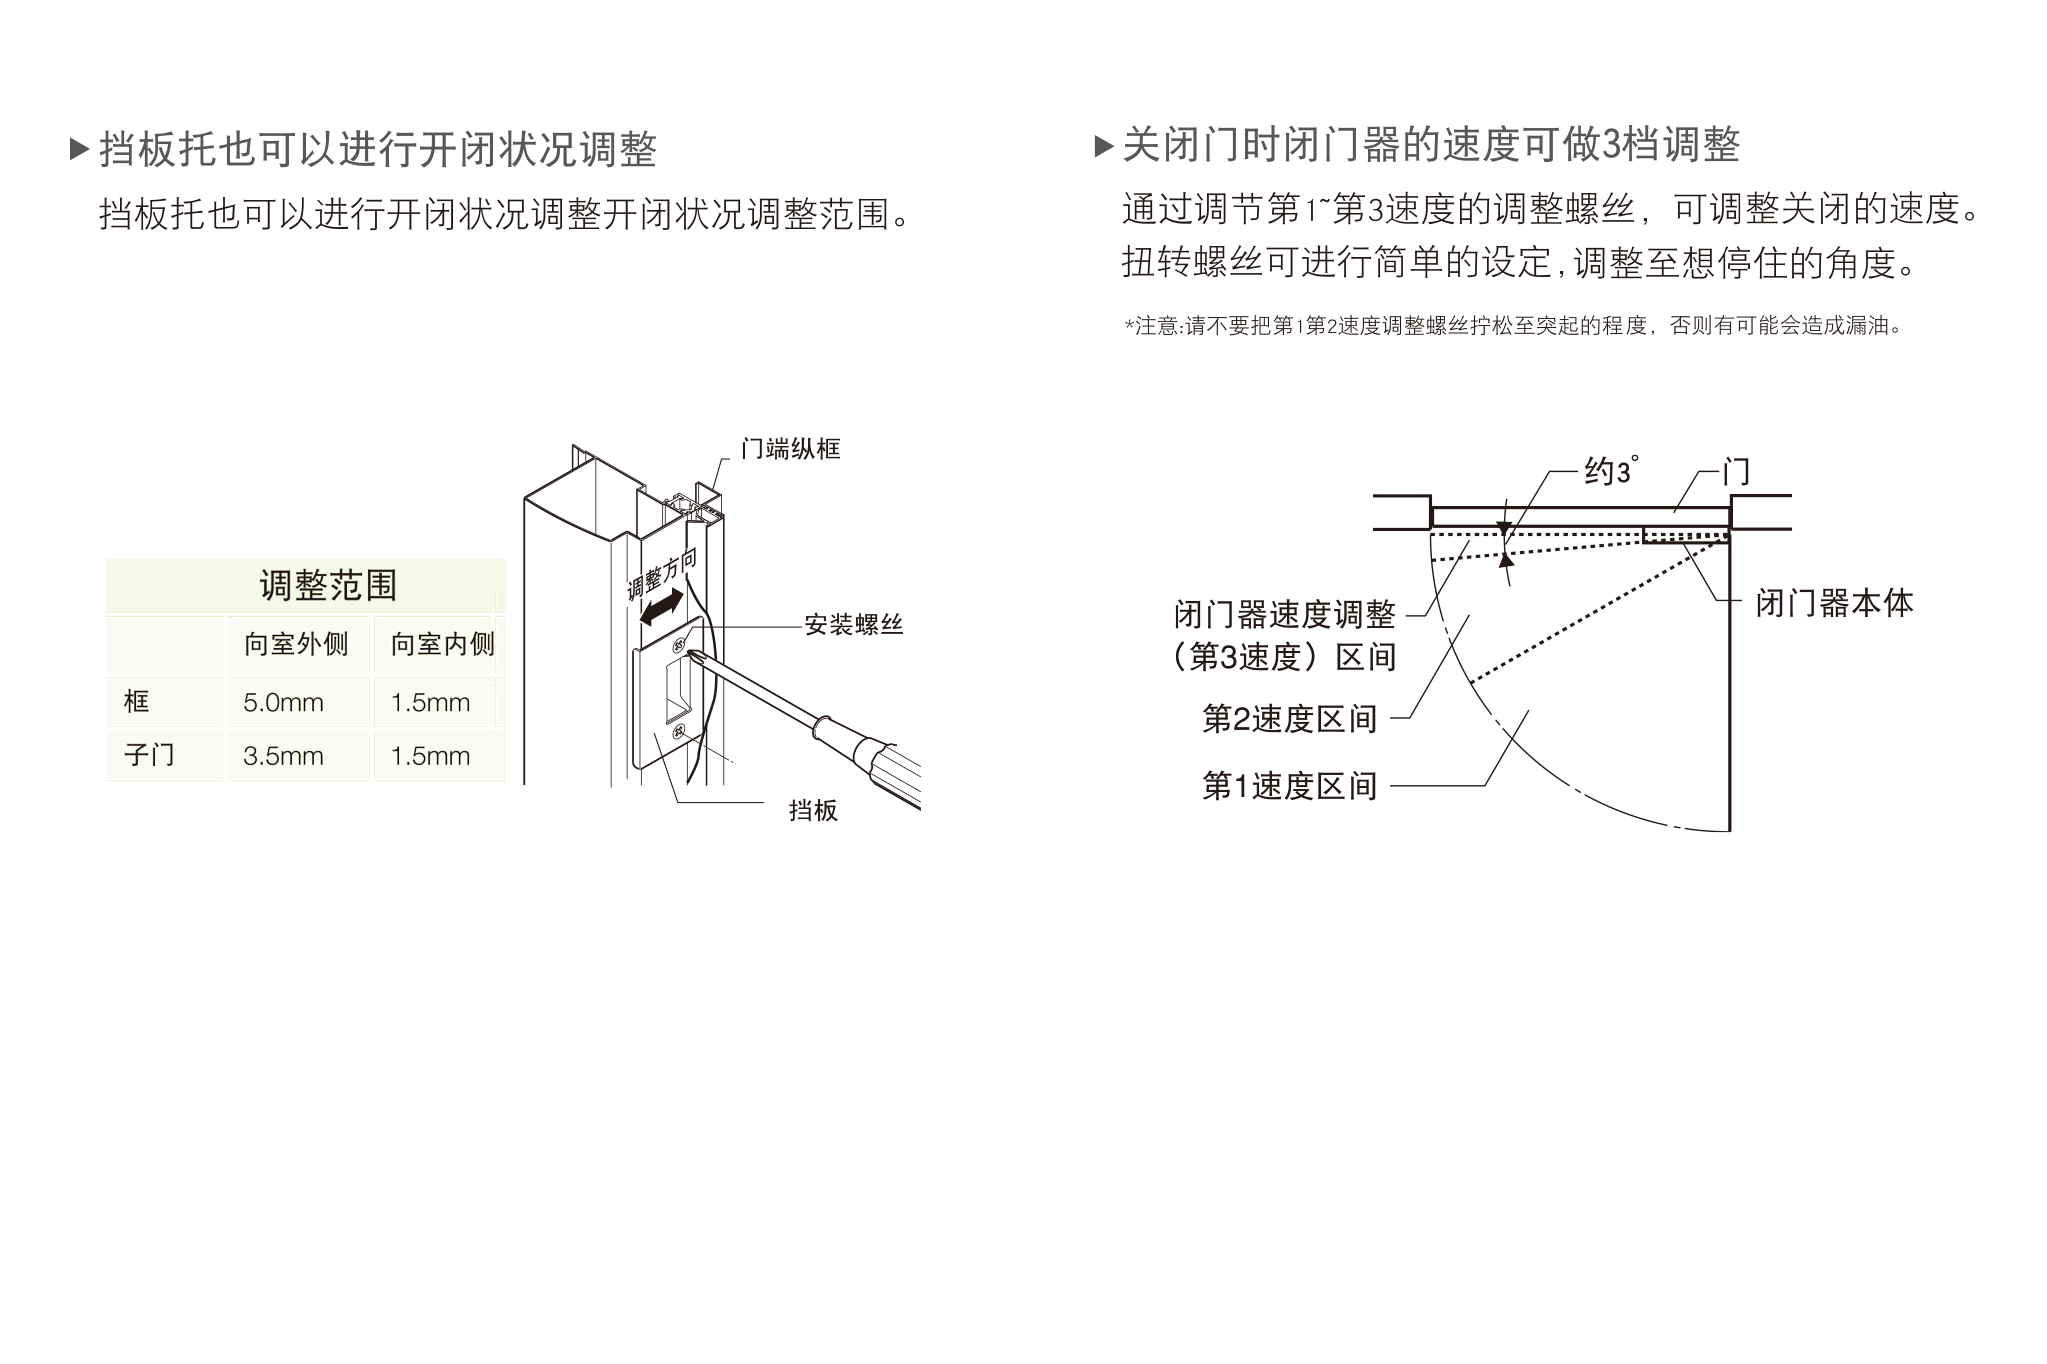 ▶挡板托也可以进行开闭状况调整
挡板托也可以进行开闭状况调整开闭状况调整范围。
门端纵框
调整方向
安装螺丝
挡板
调整范围
向室外侧 向室内侧
框 5.0mm 1.5mm
子门 3.5mm 1.5mm
▶关闭门时闭门器的速度可做3档调整
通过调节第1~第3速度的调整螺丝，可调整关闭的速度。
扭转螺丝可进行简单的设定,调整至想停住的角度。
*注意:请不要把第1第2速度调整螺丝拧松至突起的程度，否则有可能会造成漏油。
约3°
门
闭门器本体
闭门器速度调整
（第3速度）区间
第2速度区间
第1速度区间